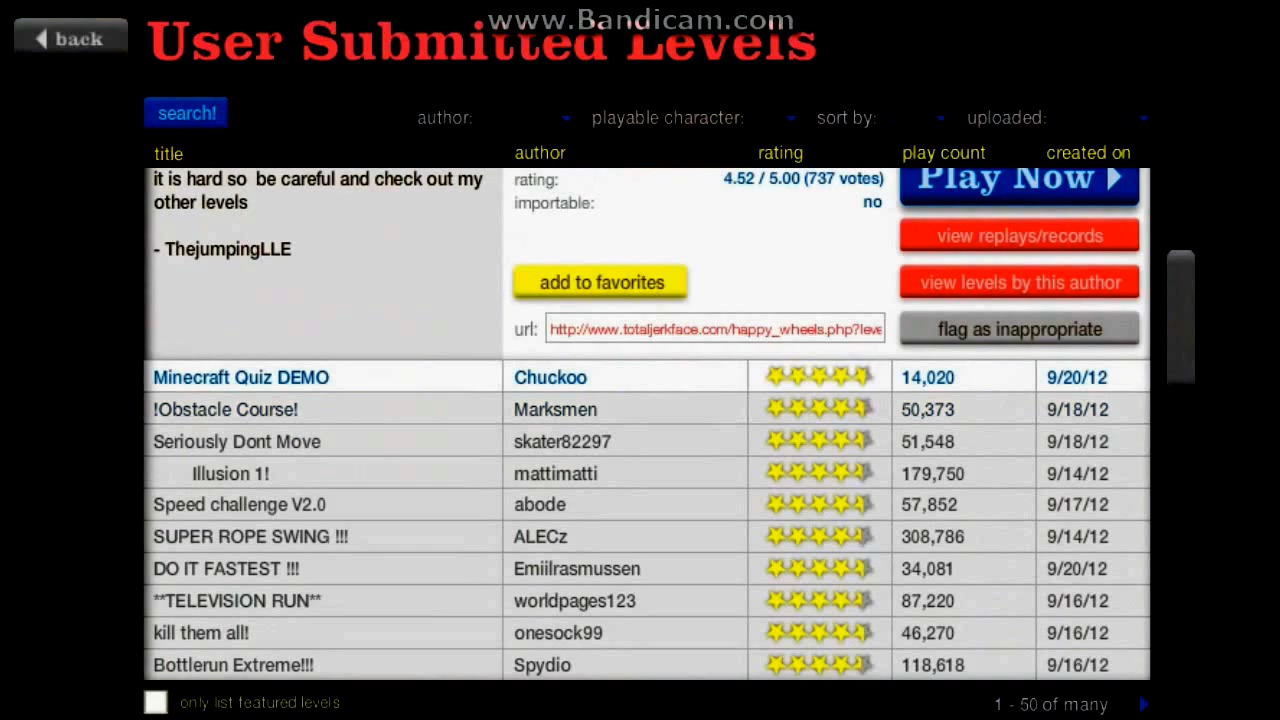 www.Bandicam.com
back
User Submitted Levels
search!
author: playable character: sort by: uploaded:
title author rating play count created on
it is hard so be careful and check out my
other levels
- ThejumpingLLE
rating: 4.52 / 5.00 (737 votes)
importable: no
add to favorites
url: http://www.totaljerkface.com/happy_wheels.php?leve
Play Now
view replays/records
view levels by this author
flag as inappropriate
Minecraft Quiz DEMO Chuckoo 14,020 9/20/12
!Obstacle Course! Marksmen 50,373 9/18/12
Seriously Dont Move skater82297 51,548 9/18/12
Illusion 1! mattimatti 179,750 9/14/12
Speed challenge V2.0 abode 57,852 9/17/12
SUPER ROPE SWING !!! ALECz 308,786 9/14/12
DO IT FASTEST !!! Emiilrasmussen 34,081 9/20/12
**TELEVISION RUN** worldpages123 87,220 9/16/12
kill them all! onesock99 46,270 9/16/12
Bottlerun Extreme!!! Spydio 118,618 9/16/12
only list featured levels
1 - 50 of many